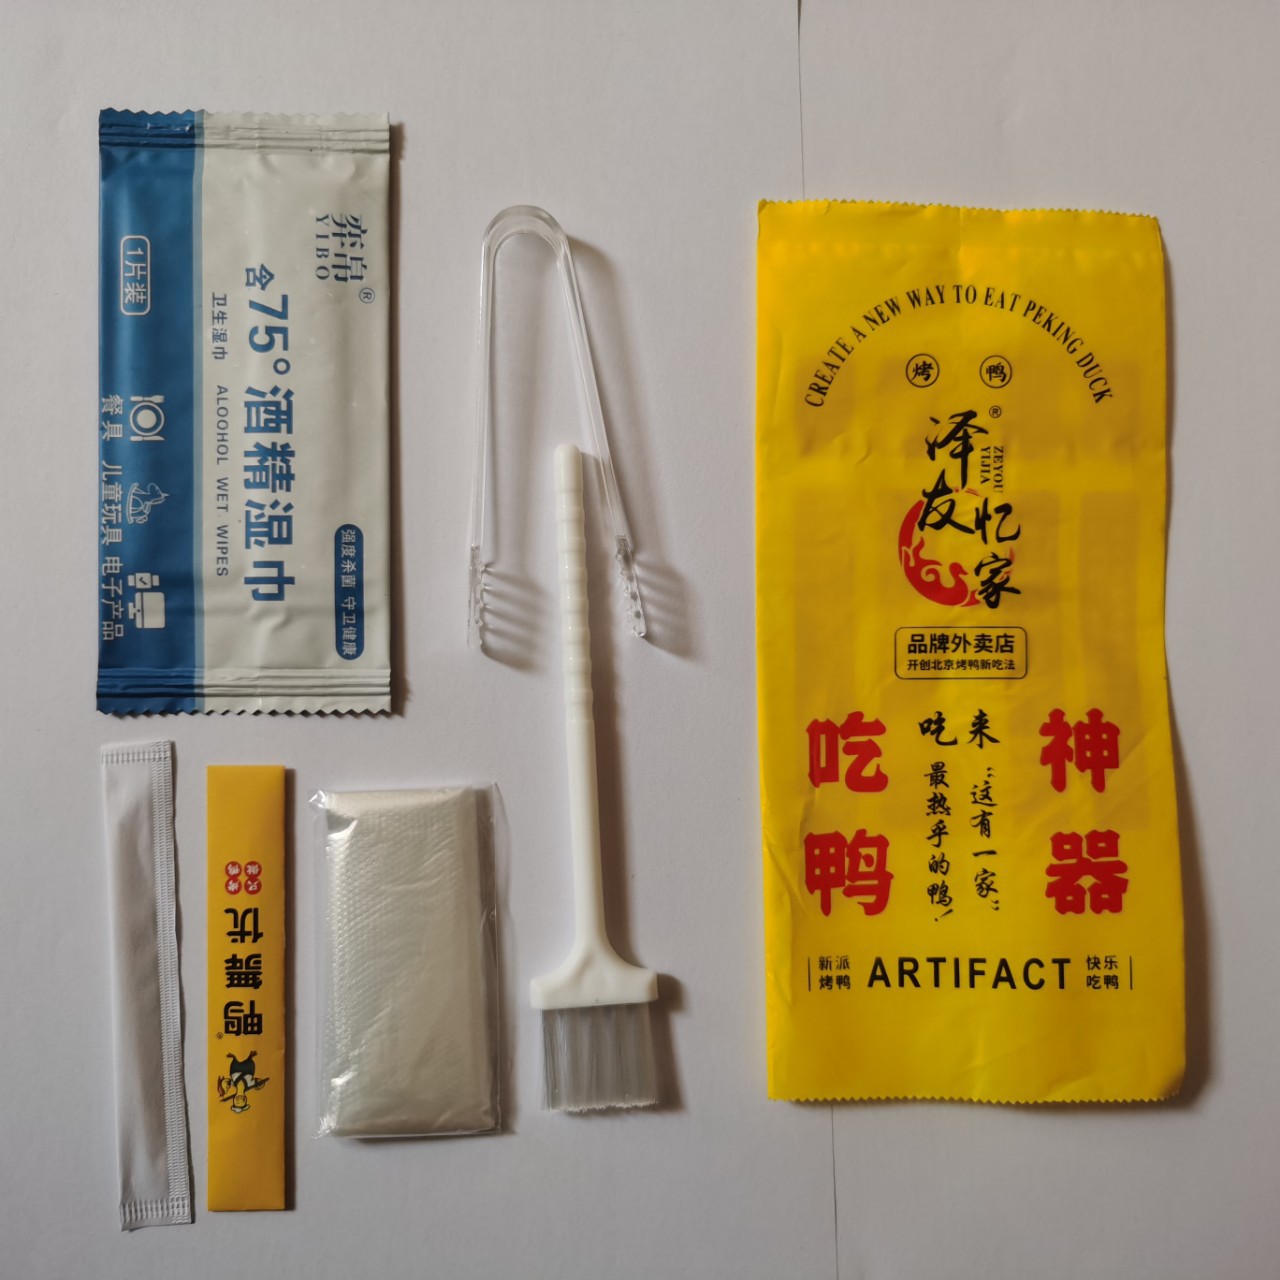 弈帛®
YIBO
含75°酒精湿巾
卫生湿巾 ALOOHOL WET WIPES
强度杀菌 守卫健康
1片装
餐具 儿童玩具 电子产品
伏牛鸭®
CREATE A NEW WAY TO EAT PEKING DUCK
烤 鸭
泽友忆家®
ZEYOU
YIJIA
品牌外卖店
开创北京烤鸭新吃法
吃鸭神器
来“这有一家”
吃最热乎的鸭!
新派
烤鸭
ARTIFACT
快乐
吃鸭